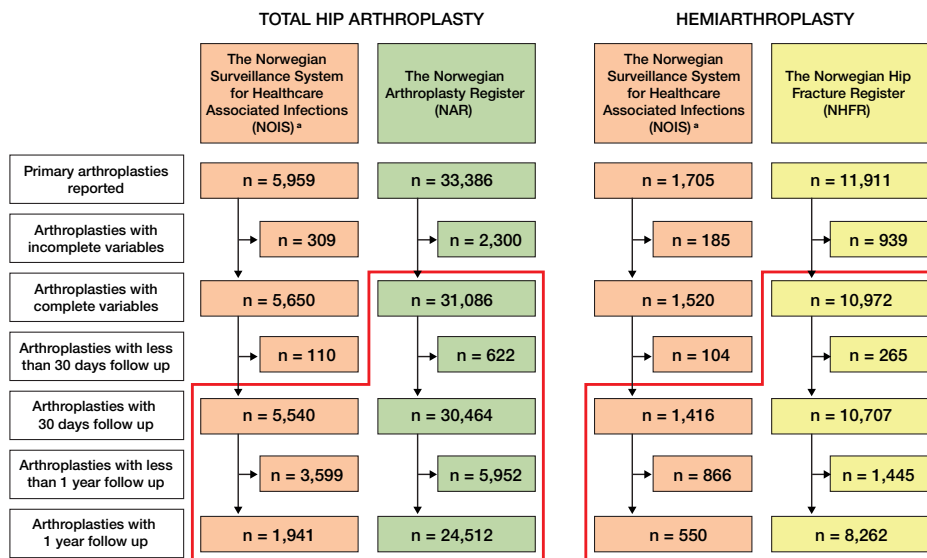 TOTAL HIP ARTHROPLASTY
HEMIARTHROPLASTY
The Norwegian
Surveillance System
for Healthcare
Associated Infections
(NOIS) a
The Norwegian
Arthroplasty Register
(NAR)
The Norwegian
Surveillance System
for Healthcare
Associated Infections
(NOIS) a
The Norwegian Hip
Fracture Register
(NHFR)
Primary arthroplasties
reported
n = 5,959
n = 33,386
n = 1,705
n = 11,911
Arthroplasties with
incomplete variables
n = 309
n = 2,300
n = 185
n = 939
Arthroplasties with
complete variables
n = 5,650
n = 31,086
n = 1,520
n = 10,972
Arthroplasties with less
than 30 days follow up
n = 110
n = 622
n = 104
n = 265
Arthroplasties with
30 days follow up
n = 5,540
n = 30,464
n = 1,416
n = 10,707
Arthroplasties with less
than 1 year follow up
n = 3,599
n = 5,952
n = 866
n = 1,445
Arthroplasties with
1 year follow up
n = 1,941
n = 24,512
n = 550
n = 8,262